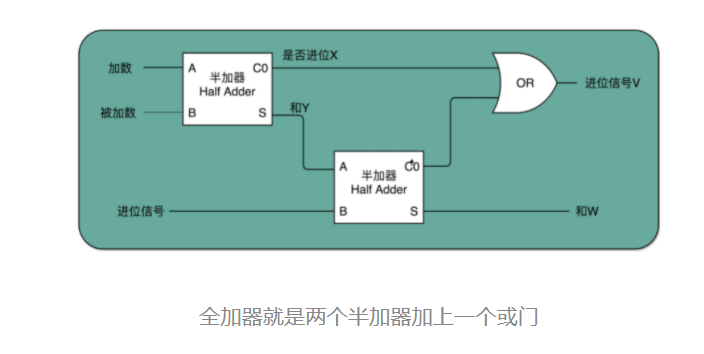 加数
A
C0
是否进位X
半加器
Half Adder
被加数
B
S
和Y
OR
进位信号V
A
C0
半加器
Half Adder
进位信号
B
S
和W
全加器就是两个半加器加上一个或门